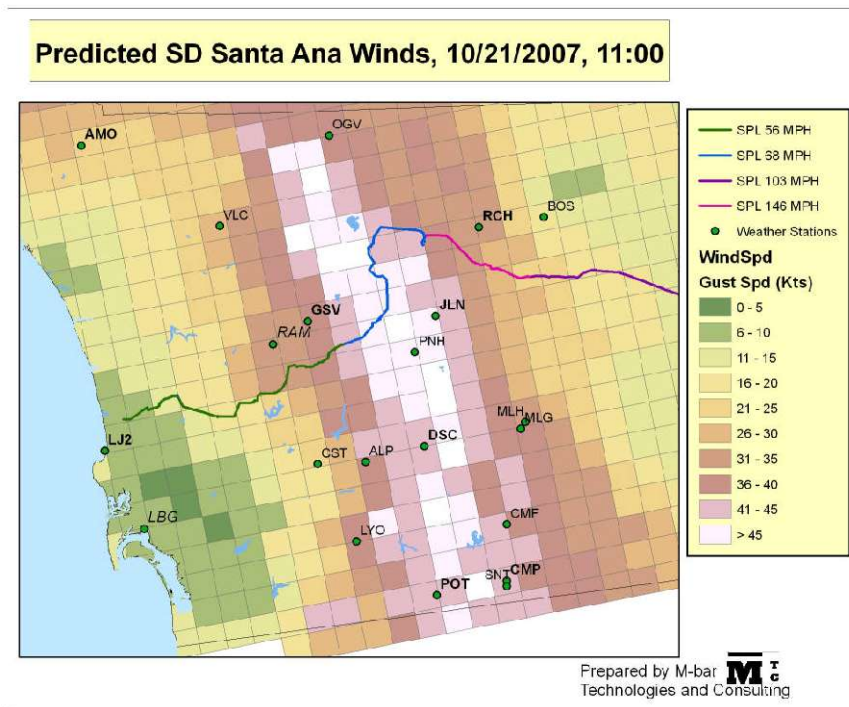 Predicted SD Santa Ana Winds, 10/21/2007, 11:00
AMO
OGV
VLC
RCH
BOS
GSV
RAM
JLN
PNH
LJ2
CST
ALP
DSC
MLH
MLG
LBG
LYO
CMF
SNT
CMP
POT
SPL 56 MPH
SPL 68 MPH
SPL 103 MPH
SPL 146 MPH
Weather Stations
WindSpd
Gust Spd (Kts)
0 - 5
6 - 10
11 - 15
16 - 20
21 - 25
26 - 30
31 - 35
36 - 40
41 - 45
> 45
Prepared by M-bar
Technologies and Consulting
M T C